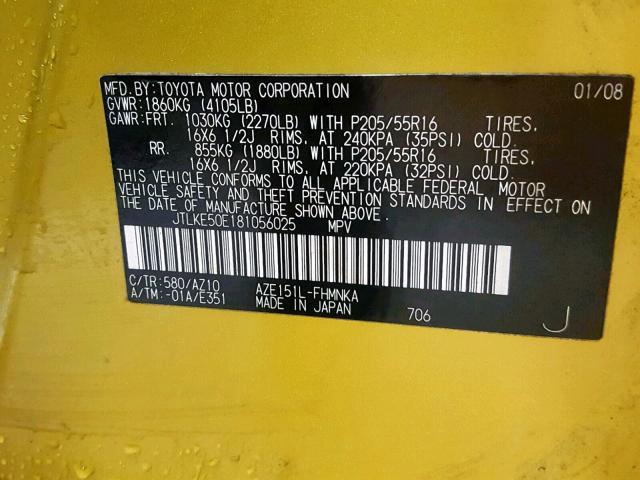 MFD.BY:TOYOTA MOTOR CORPORATION 01/08
GVWR:1860KG (4105LB)
GAWR:FRT. 1030KG (2270LB) WITH P205/55R16 TIRES,
16X6 1/2J RIMS, AT 240KPA (35PSI) COLD.
RR. 855KG (1880LB) WITH P205/55R16 TIRES,
16X6 1/2J RIMS, AT 220KPA (32PSI) COLD.
THIS VEHICLE CONFORMS TO ALL APPLICABLE FEDERAL MOTOR
VEHICLE SAFETY AND THEFT PREVENTION STANDARDS IN EFFECT ON
THE DATE OF MANUFACTURE SHOWN ABOVE.
JTLKE50E181056025 MPV
C/TR:580/AZ10 AZE151L-FHMNKA
A/TM:-01A/E351 MADE IN JAPAN 706 J